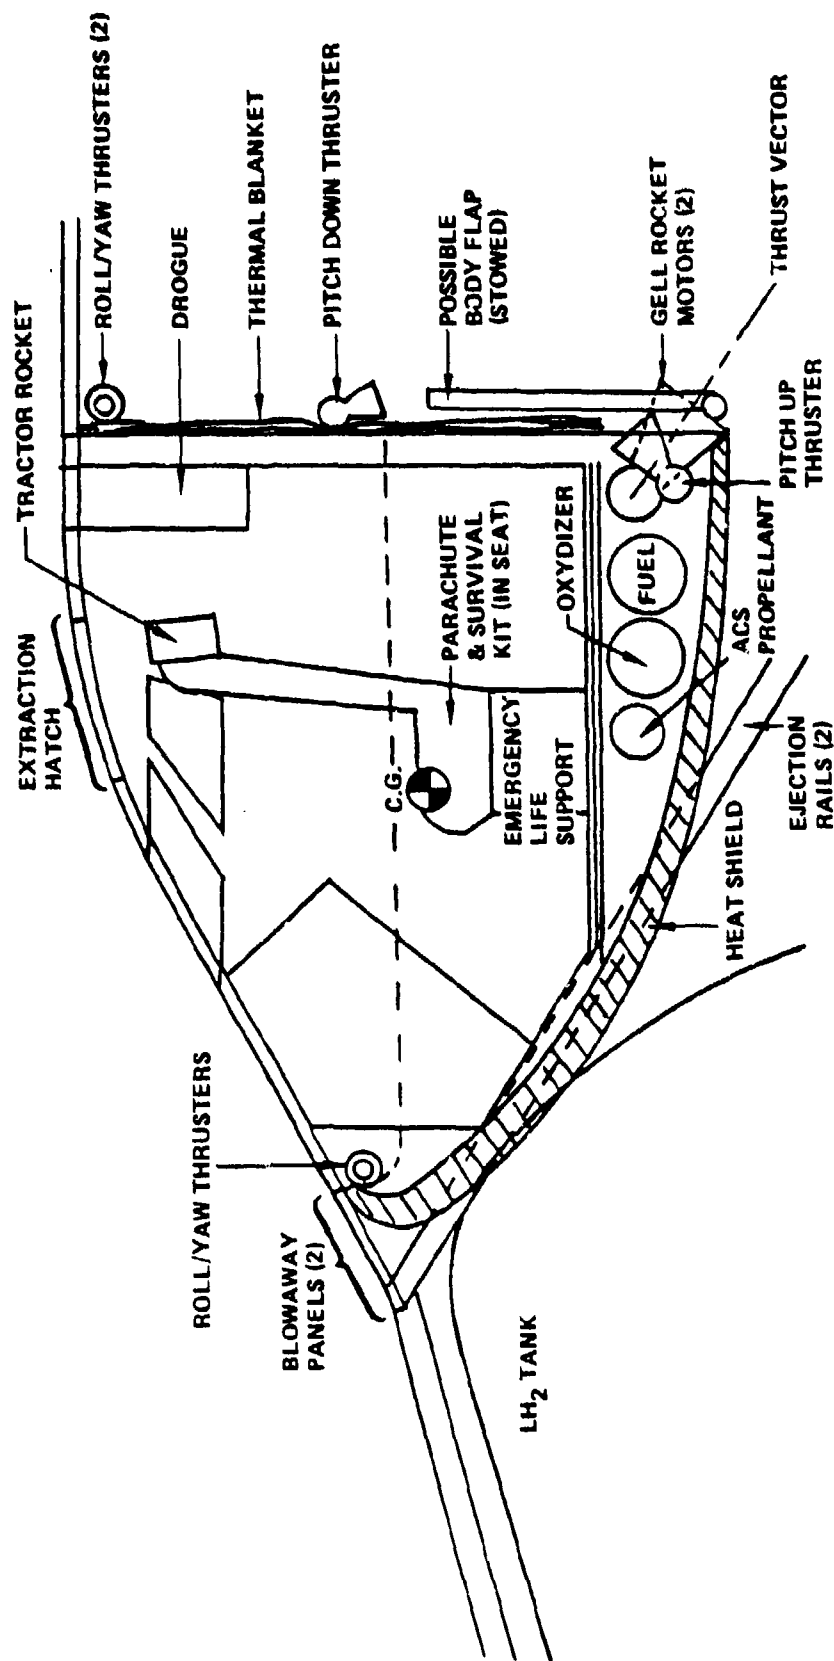 TRACTOR ROCKET
EXTRACTION
HATCH
ROLL/YAW THRUSTERS (2)
DROGUE
THERMAL BLANKET
PITCH DOWN THRUSTER
POSSIBLE
BODY FLAP
(STOWED)
GELL ROCKET
MOTORS (2)
THRUST VECTOR
PITCH UP
THRUSTER
PARACHUTE
& SURVIVAL
KIT (IN SEAT)
OXYDIZER
FUEL
ACS
PROPELLANT
C.G.
EMERGENCY
LIFE
SUPPORT
EJECTION
RAILS (2)
HEAT SHIELD
ROLL/YAW THRUSTERS
BLOWAWAY
PANELS (2)
LH2 TANK